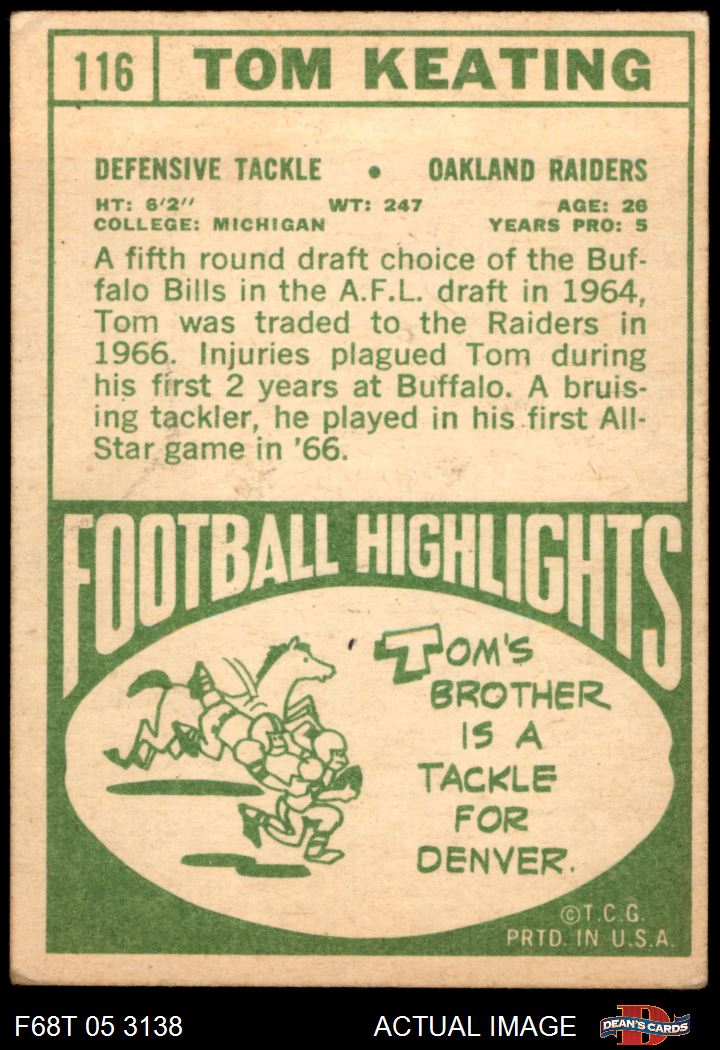 116 TOM KEATING
DEFENSIVE TACKLE • OAKLAND RAIDERS
HT: 6'2" WT: 247 AGE: 26
COLLEGE: MICHIGAN YEARS PRO: 5
A fifth round draft choice of the Buf-
falo Bills in the A.F.L. draft in 1964,
Tom was traded to the Raiders in
1966. Injuries plagued Tom during
his first 2 years at Buffalo. A bruis-
ing tackler, he played in his first All-
Star game in '66.
FOOTBALL HIGHLIGHTS
TOM'S
BROTHER
IS A
TACKLE
FOR
DENVER.
©T.C.G.
PRTD. IN U.S.A.
F68T 05 3138 ACTUAL IMAGE DEAN'S CARDS